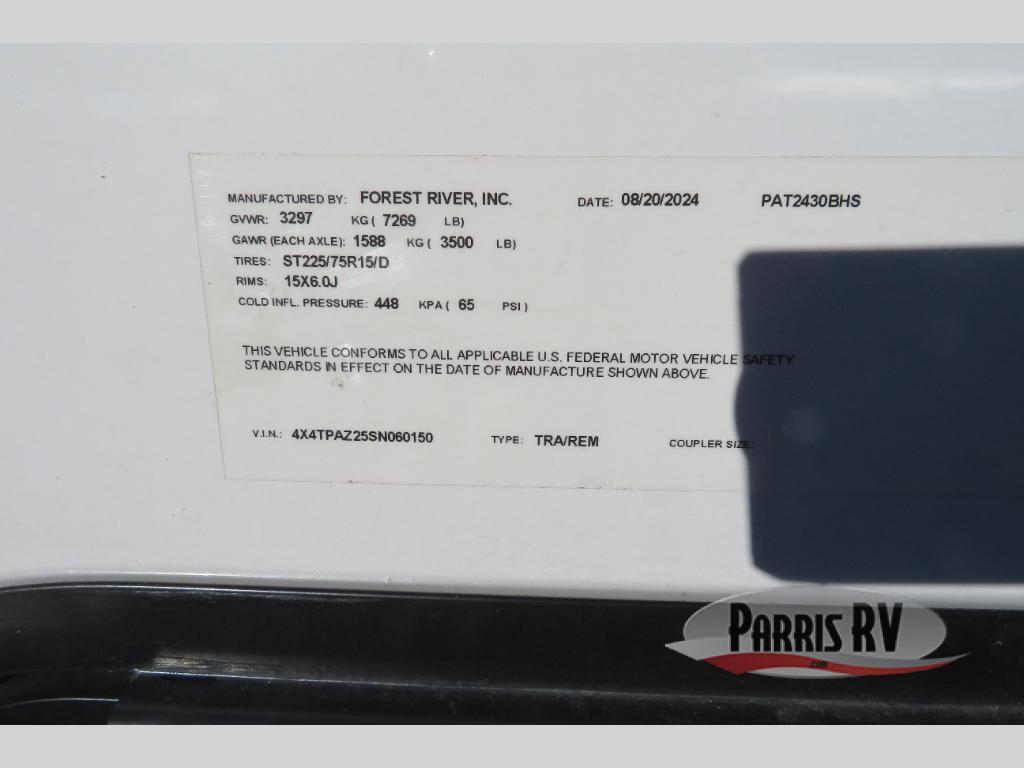 MANUFACTURED BY: FOREST RIVER, INC. DATE: 08/20/2024 PAT2430BHS
GVWR: 3297 KG ( 7269 LB)
GAWR (EACH AXLE): 1588 KG ( 3500 LB)
TIRES: ST225/75R15/D
RIMS: 15X6.0J
COLD INFL. PRESSURE: 448 KPA ( 65 PSI )
THIS VEHICLE CONFORMS TO ALL APPLICABLE U.S. FEDERAL MOTOR VEHICLE SAFETY
STANDARDS IN EFFECT ON THE DATE OF MANUFACTURE SHOWN ABOVE.
V.I.N.: 4X4TPAZ25SN060150 TYPE: TRA/REM COUPLER SIZE:
PARRIS RV
.com